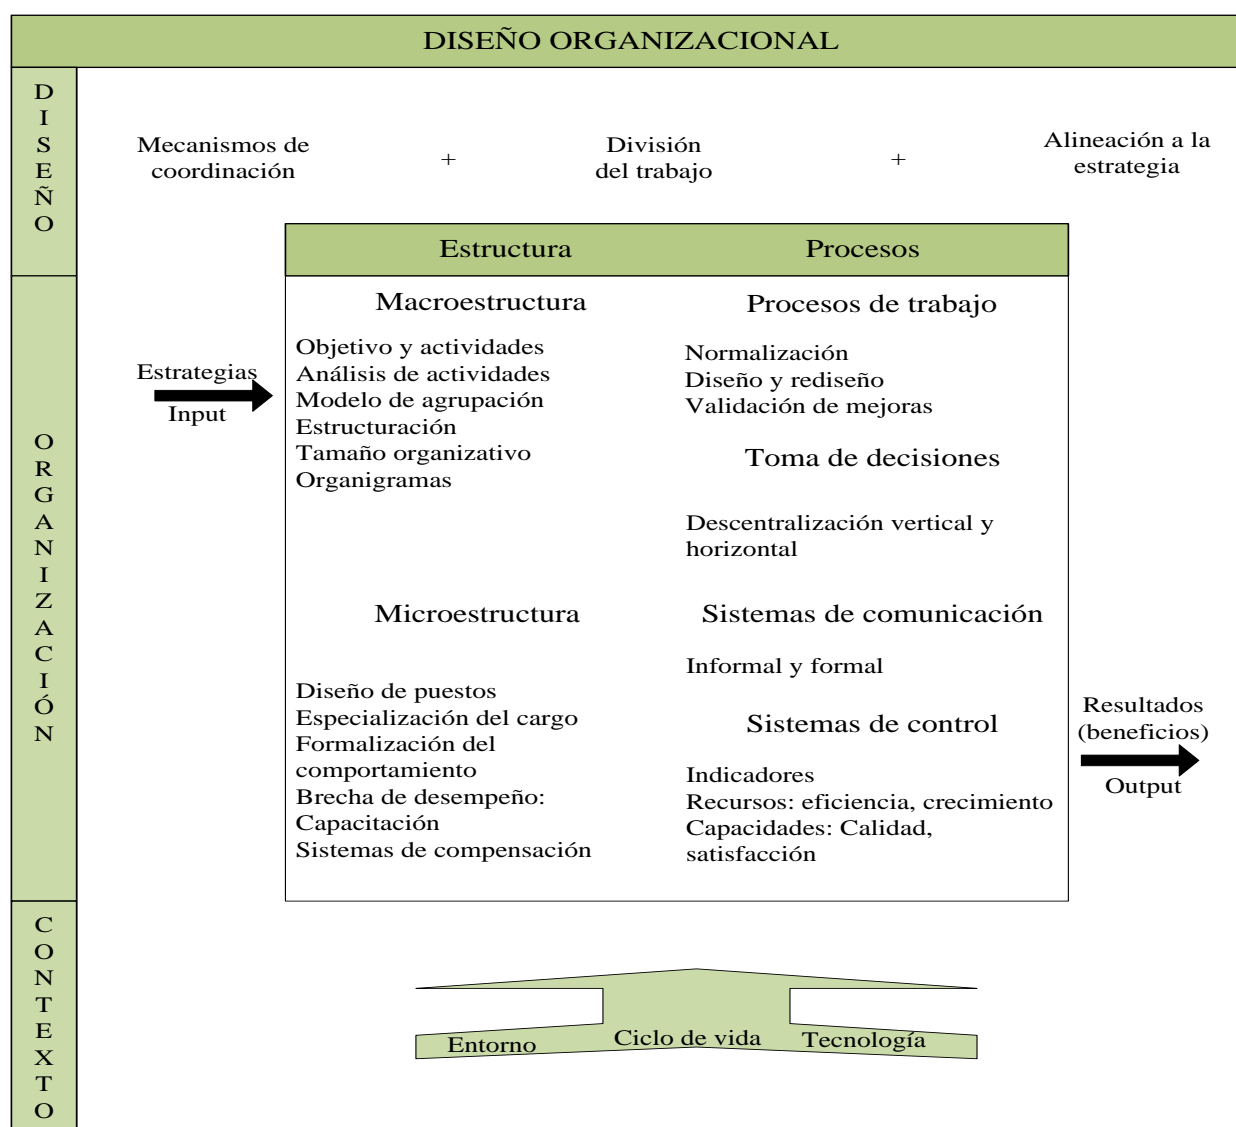 DISEÑO ORGANIZACIONAL
DISEÑO
Mecanismos de
coordinación
+
División
del trabajo
+
Alineación a la
estrategia
ORGANIZACIÓN
Estrategias
Input
Estructura
Macroestructura
Objetivo y actividades
Análisis de actividades
Modelo de agrupación
Estructuración
Tamaño organizativo
Organigramas
Microestructura
Diseño de puestos
Especialización del cargo
Formalización del
comportamiento
Brecha de desempeño:
Capacitación
Sistemas de compensación
Procesos
Procesos de trabajo
Normalización
Diseño y rediseño
Validación de mejoras
Toma de decisiones
Descentralización vertical y
horizontal
Sistemas de comunicación
Informal y formal
Sistemas de control
Indicadores
Recursos: eficiencia, crecimiento
Capacidades: Calidad,
satisfacción
Resultados
(beneficios)
Output
CONTEXTO
Entorno
Ciclo de vida
Tecnología